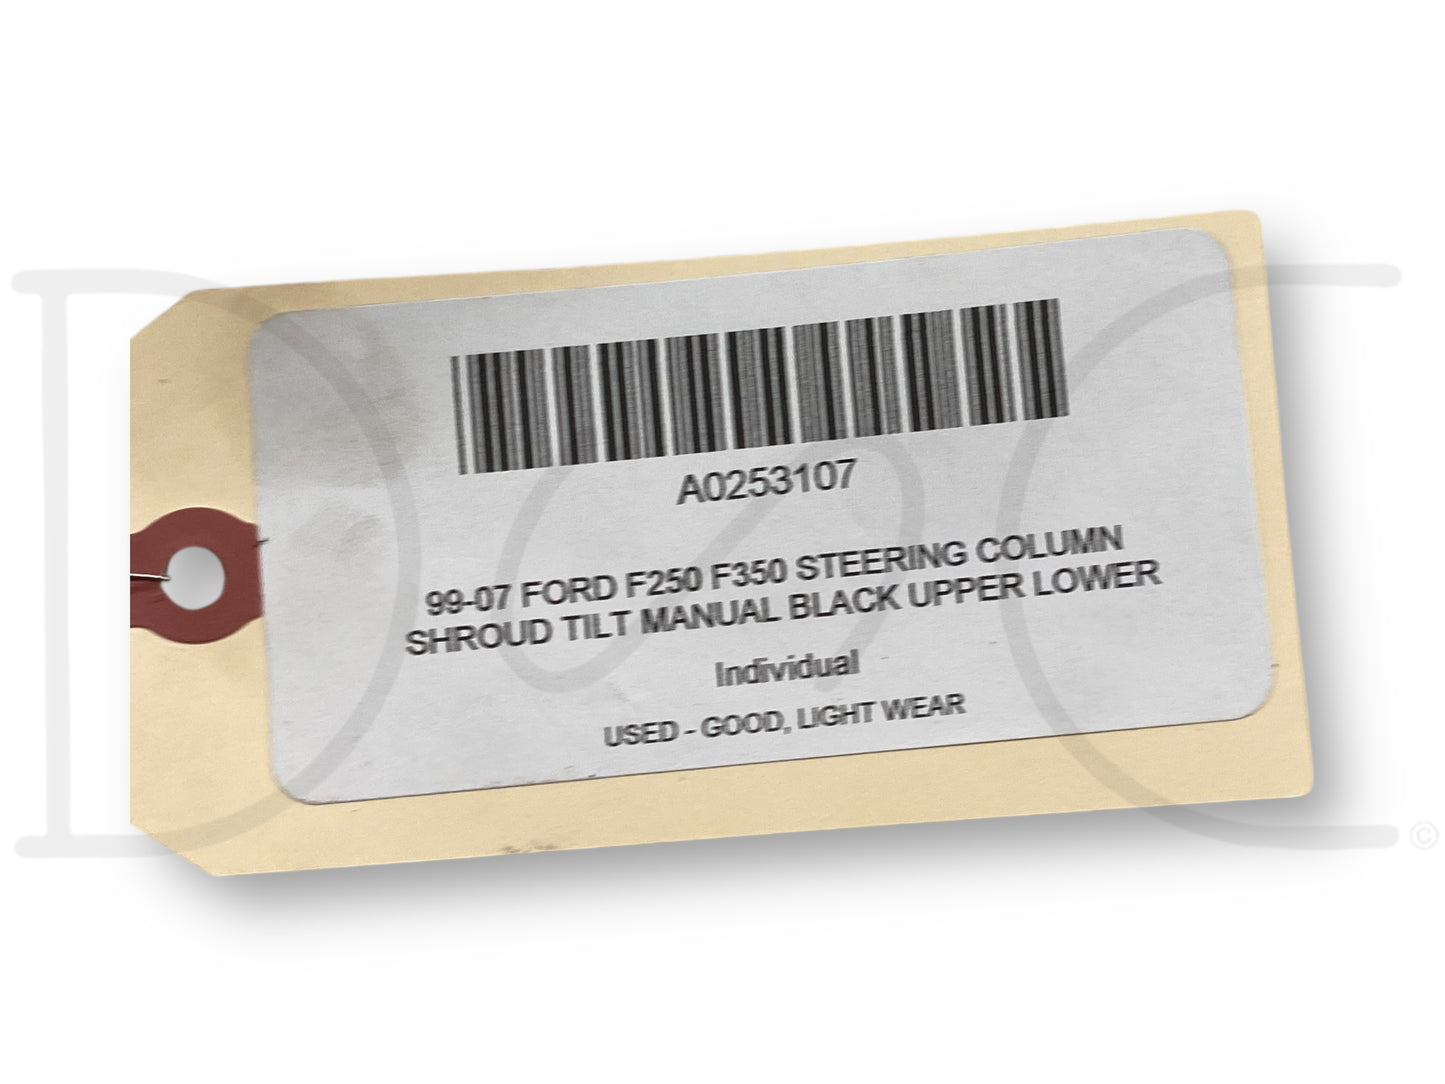 A0253107
99-07 FORD F250 F350 STEERING COLUMN
SHROUD TILT MANUAL BLACK UPPER LOWER
Individual
USED - GOOD, LIGHT WEAR
D C ©